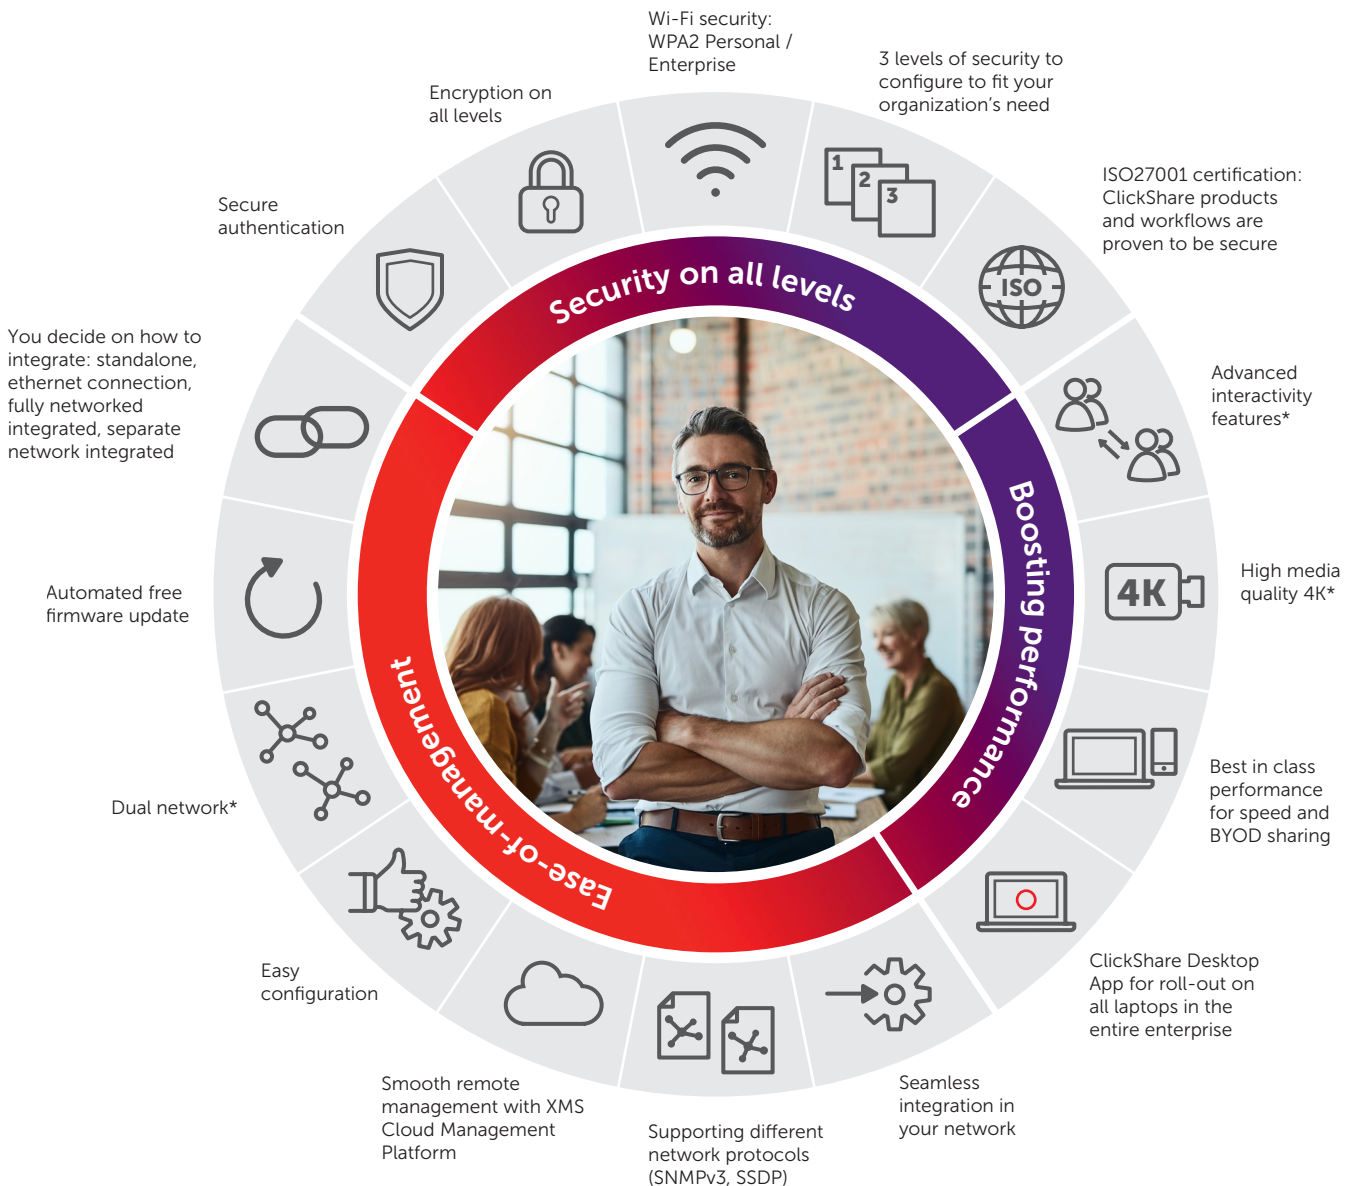 Wi-Fi security:
WPA2 Personal /
Enterprise
3 levels of security to
configure to fit your
organization's need
Encryption on
all levels
ISO27001 certification:
ClickShare products
and workflows are
proven to be secure
Secure
authentication
1
2
3
ISO
Security on all levels
You decide on how to
integrate: standalone,
ethernet connection,
fully networked
integrated, separate
network integrated
Advanced
interactivity
features*
Boosting performance
4K
High media
quality 4K*
Automated free
firmware update
Ease-of-management
Best in class
performance
for speed and
BYOD sharing
Dual network*
ClickShare Desktop
App for roll-out on
all laptops in the
entire enterprise
Easy
configuration
Smooth remote
management with XMS
Cloud Management
Platform
Seamless
integration in
your network
Supporting different
network protocols
(SNMPv3, SSDP)